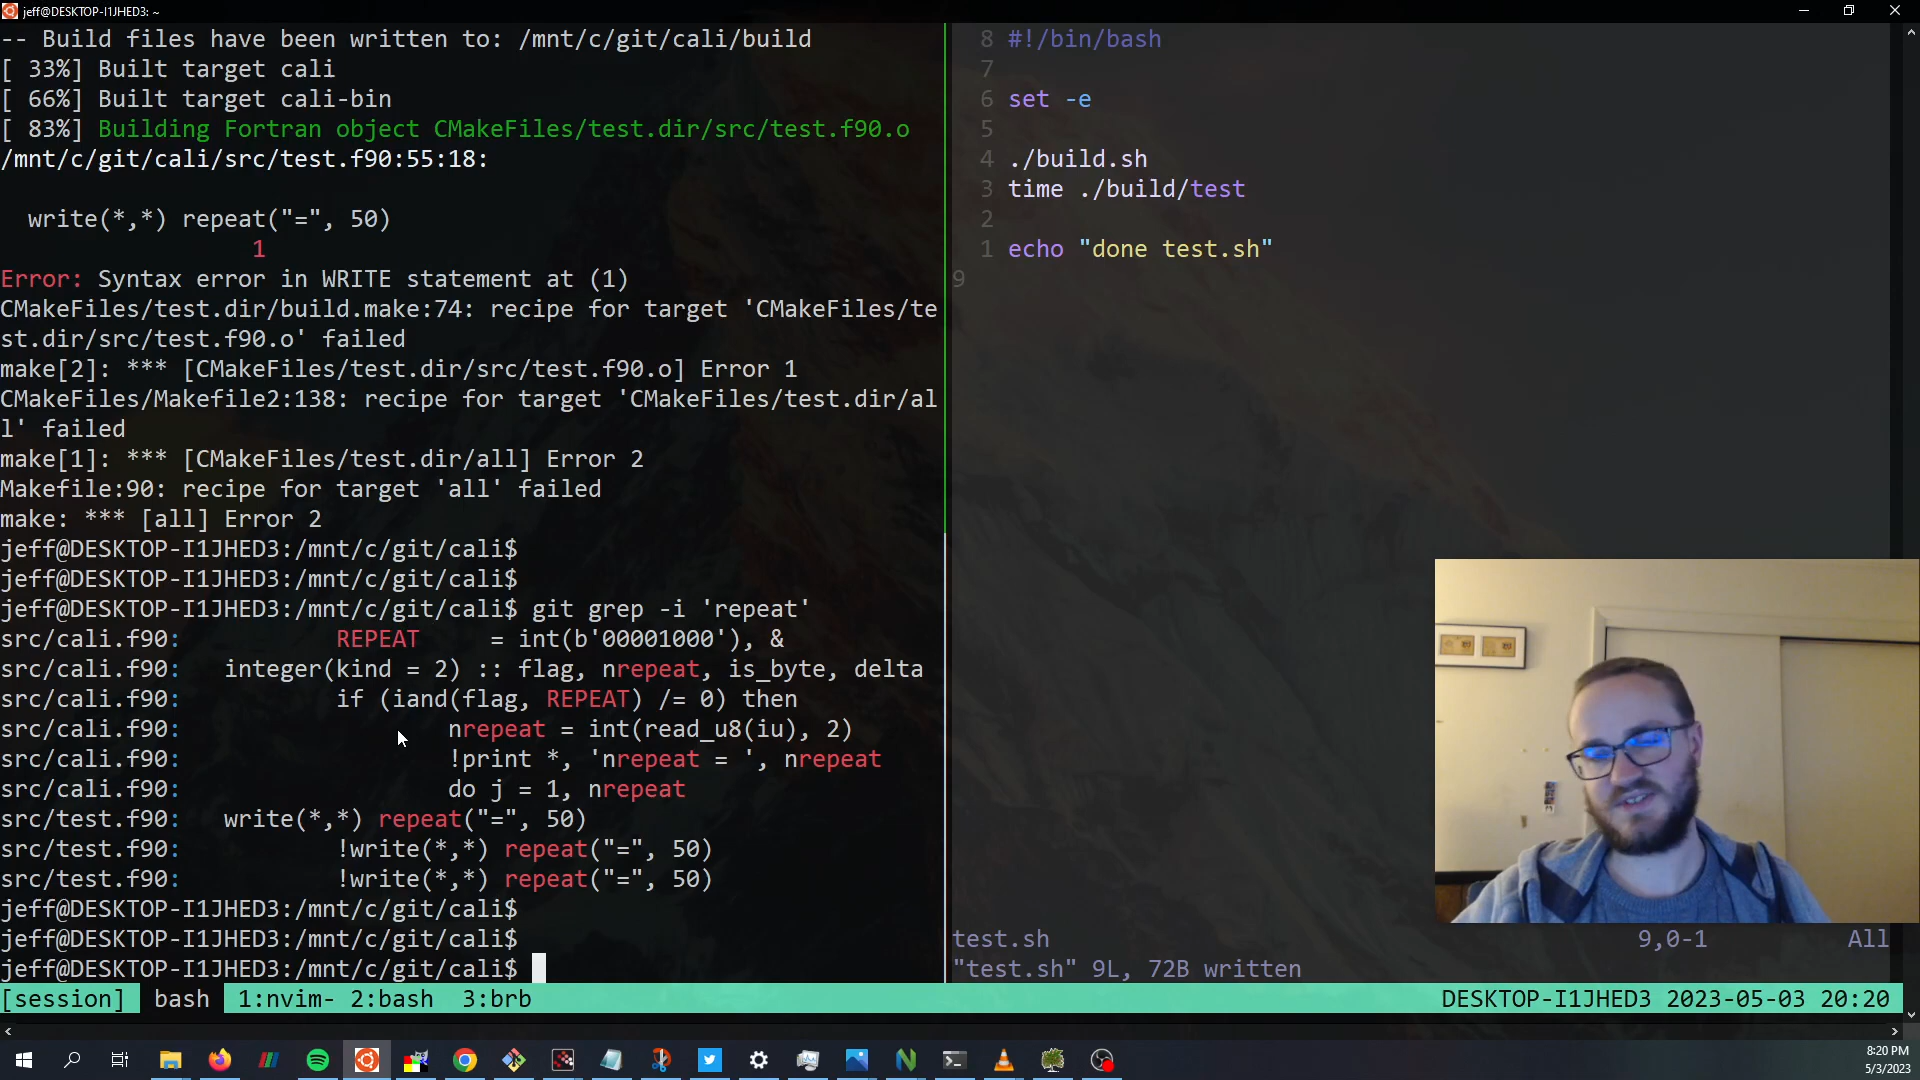 jeff@DESKTOP-I1JHED3: ~
-- Build files have been written to: /mnt/c/git/cali/build
[ 33%] Built target cali
[ 66%] Built target cali-bin
[ 83%] Building Fortran object CMakeFiles/test.dir/src/test.f90.o
/mnt/c/git/cali/src/test.f90:55:18:
write(*,*) repeat("=", 50)
1
Error: Syntax error in WRITE statement at (1)
CMakeFiles/test.dir/build.make:74: recipe for target 'CMakeFiles/te
st.dir/src/test.f90.o' failed
make[2]: *** [CMakeFiles/test.dir/src/test.f90.o] Error 1
CMakeFiles/Makefile2:138: recipe for target 'CMakeFiles/test.dir/al
l' failed
make[1]: *** [CMakeFiles/test.dir/all] Error 2
Makefile:90: recipe for target 'all' failed
make: *** [all] Error 2
jeff@DESKTOP-I1JHED3:/mnt/c/git/cali$
jeff@DESKTOP-I1JHED3:/mnt/c/git/cali$
jeff@DESKTOP-I1JHED3:/mnt/c/git/cali$ git grep -i 'repeat'
src/cali.f90:           REPEAT     = int(b'00001000'), &
src/cali.f90:   integer(kind = 2) :: flag, nrepeat, is_byte, delta
src/cali.f90:           if (iand(flag, REPEAT) /= 0) then
src/cali.f90:                   nrepeat = int(read_u8(iu), 2)
src/cali.f90:                   !print *, 'nrepeat = ', nrepeat
src/cali.f90:                   do j = 1, nrepeat
src/test.f90:   write(*,*) repeat("=", 50)
src/test.f90:           !write(*,*) repeat("=", 50)
src/test.f90:           !write(*,*) repeat("=", 50)
jeff@DESKTOP-I1JHED3:/mnt/c/git/cali$
jeff@DESKTOP-I1JHED3:/mnt/c/git/cali$
jeff@DESKTOP-I1JHED3:/mnt/c/git/cali$
8 #!/bin/bash
7
6 set -e
5
4 ./build.sh
3 time ./build/test
2
1 echo "done test.sh"
9
test.sh 9,0-1 All
"test.sh" 9L, 72B written
[session] bash 1:nvim- 2:bash  3:brb DESKTOP-I1JHED3 2023-05-03 20:20
8:20 PM
5/3/2023